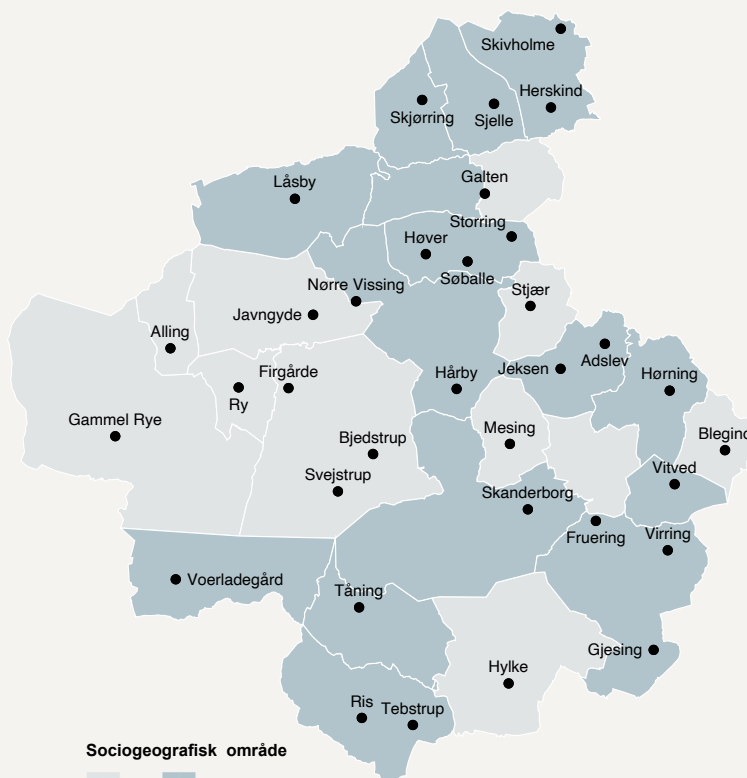 Skivholme
Herskind
Skjørring
Sjelle
Låsby
Galten
Storring
Høver
Søballe
Nørre Vissing
Stjær
Javngyde
Alling
Adslev
Jeksen
Hørning
Firgårde
Ry
Hårby
Gammel Rye
Mesing
Blegind
Bjedstrup
Vitved
Svejstrup
Skanderborg
Fruering
Virring
Voerladegård
Tåning
Gjesing
Hylke
Ris
Tebstrup
Sociogeografisk område